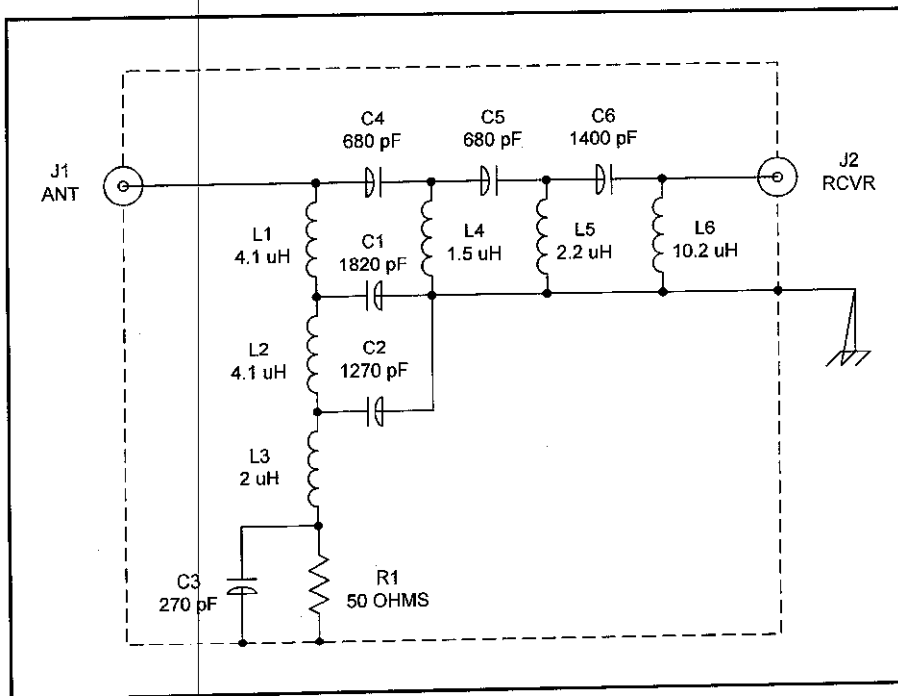 C4
680 pF
C5
680 pF
C6
1400 pF
J1
ANT
J2
RCVR
L1
4.1 uH
C1
1820 pF
L4
1.5 uH
L5
2.2 uH
L6
10.2 uH
L2
4.1 uH
C2
1270 pF
L3
2 uH
C3
270 pF
R1
50 OHMS